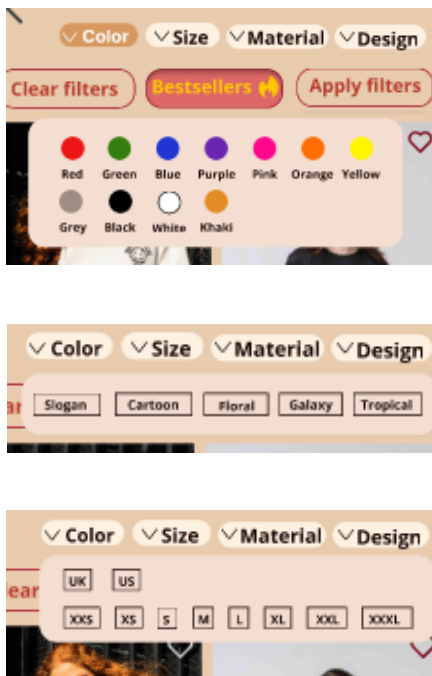 Color Size Material Design
Clear filters Bestsellers Apply filters
Red Green Blue Purple Pink Orange Yellow
Grey Black White Khaki
Color Size Material Design
ar Slogan Cartoon Floral Galaxy Tropical
Color Size Material Design
ear UK US
XXS XS S M L XL XXL XXXL